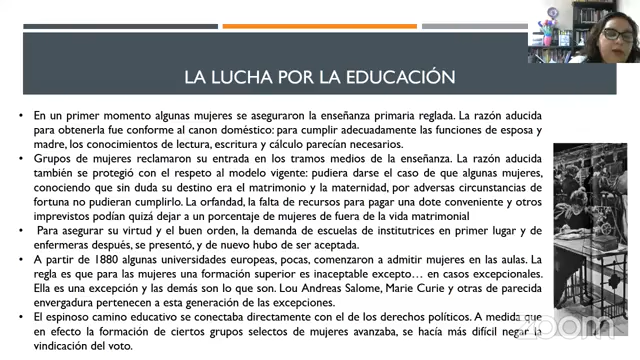 LA LUCHA POR LA EDUCACIÓN
• En un primer momento algunas mujeres se aseguraron la enseñanza primaria reglada. La razón aducida
para obtenerla fue conforme al canon doméstico: para cumplir adecuadamente las funciones de esposa y
madre, los conocimientos de lectura, escritura y cálculo parecían necesarios.
• Grupos de mujeres reclamaron su entrada en los tramos medios de la enseñanza. La razón aducida
también se protegió con el respeto al modelo vigente: pudiera darse el caso de que algunas mujeres,
conociendo que sin duda su destino era el matrimonio y la maternidad, por adversas circunstancias de
fortuna no pudieran cumplirlo. La orfandad, la falta de recursos para pagar una dote conveniente y otros
imprevistos podían quizá dejar a un porcentaje de mujeres de fuera de la vida matrimonial
• Para asegurar su virtud y el buen orden, la demanda de escuelas de institutrices en primer lugar y de
enfermeras después, se presentó, y de nuevo hubo de ser aceptada.
• A partir de 1880 algunas universidades europeas, pocas, comenzaron a admitir mujeres en las aulas. La
regla es que para las mujeres una formación superior es inaceptable excepto… en casos excepcionales.
Ella es una excepción y las demás son lo que son. Lou Andreas Salome, Marie Curie y otras de parecida
envergadura pertenecen a esta generación de las excepciones.
• El espinoso camino educativo se conectaba directamente con el de los derechos políticos. A medida que
en efecto la formación de ciertos grupos selectos de mujeres avanzaba, se hacía más difícil negar la
vindicación del voto.
zoom